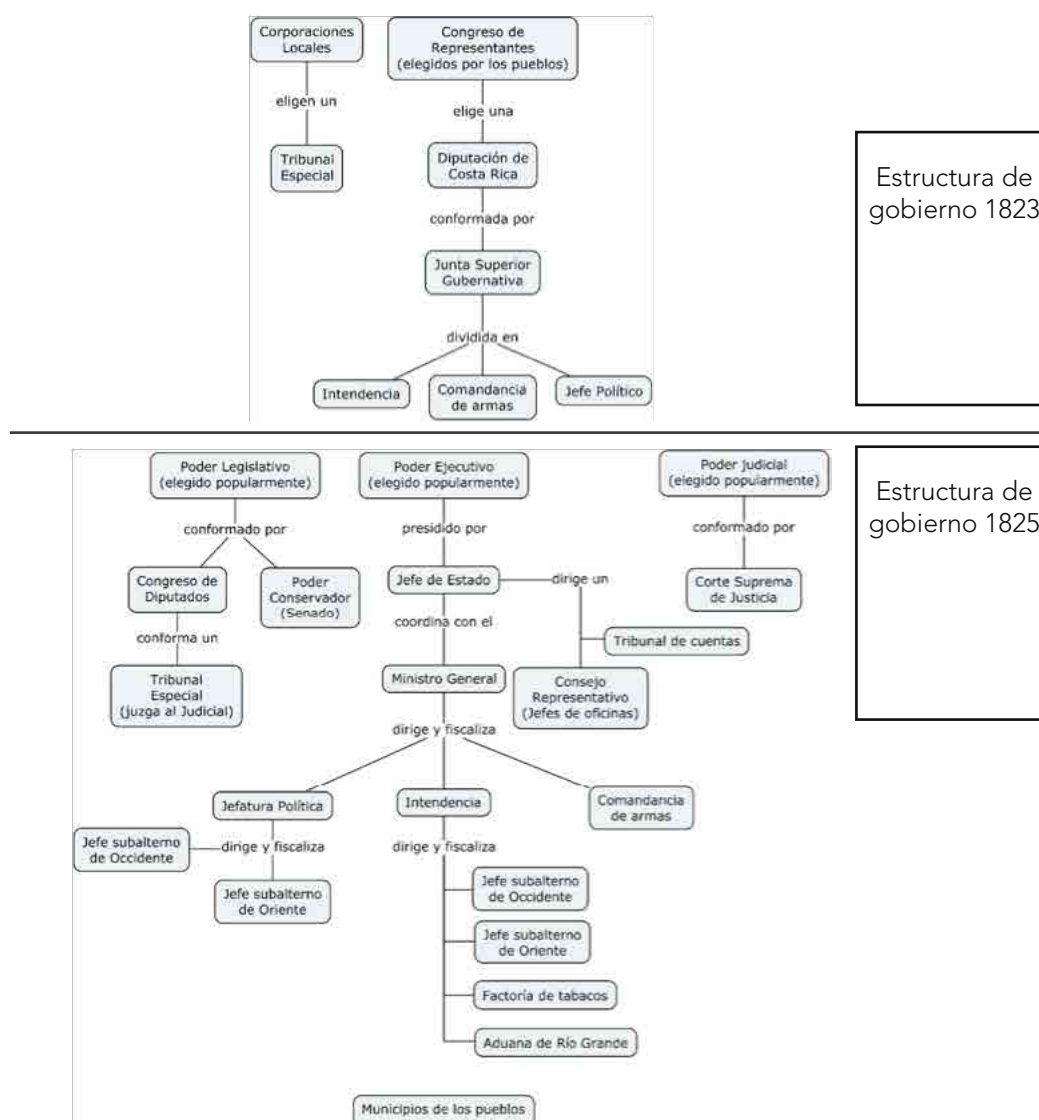 Corporaciones
Locales
eligen un
Tribunal
Especial
Congreso de
Representantes
(elegidos por los pueblos)
elige una
Diputación de
Costa Rica
conformada por
Junta Superior
Gubernativa
dividida en
Intendencia
Comandancia
de armas
Jefe Político
Estructura de
gobierno 1823
Poder Legislativo
(elegido popularmente)
conformado por
Congreso de
Diputados
Poder
Conservador
(Senado)
conforma un
Tribunal
Especial
(juzga al Judicial)
Poder Ejecutivo
(elegido popularmente)
presidido por
Jefe de Estado
dirige un
Tribunal de cuentas
Consejo
Representativo
(Jefes de oficinas)
coordina con el
Ministro General
dirige y fiscaliza
Jefatura Política
dirige y fiscaliza
Jefe subalterno
de Occidente
Jefe subalterno
de Oriente
Intendencia
dirige y fiscaliza
Jefe subalterno
de Occidente
Jefe subalterno
de Oriente
Factoría de tabacos
Aduana de Río Grande
Comandancia
de armas
Poder Judicial
(elegido popularmente)
conformado por
Corte Suprema
de Justicia
Municipios de los pueblos
Estructura de
gobierno 1825